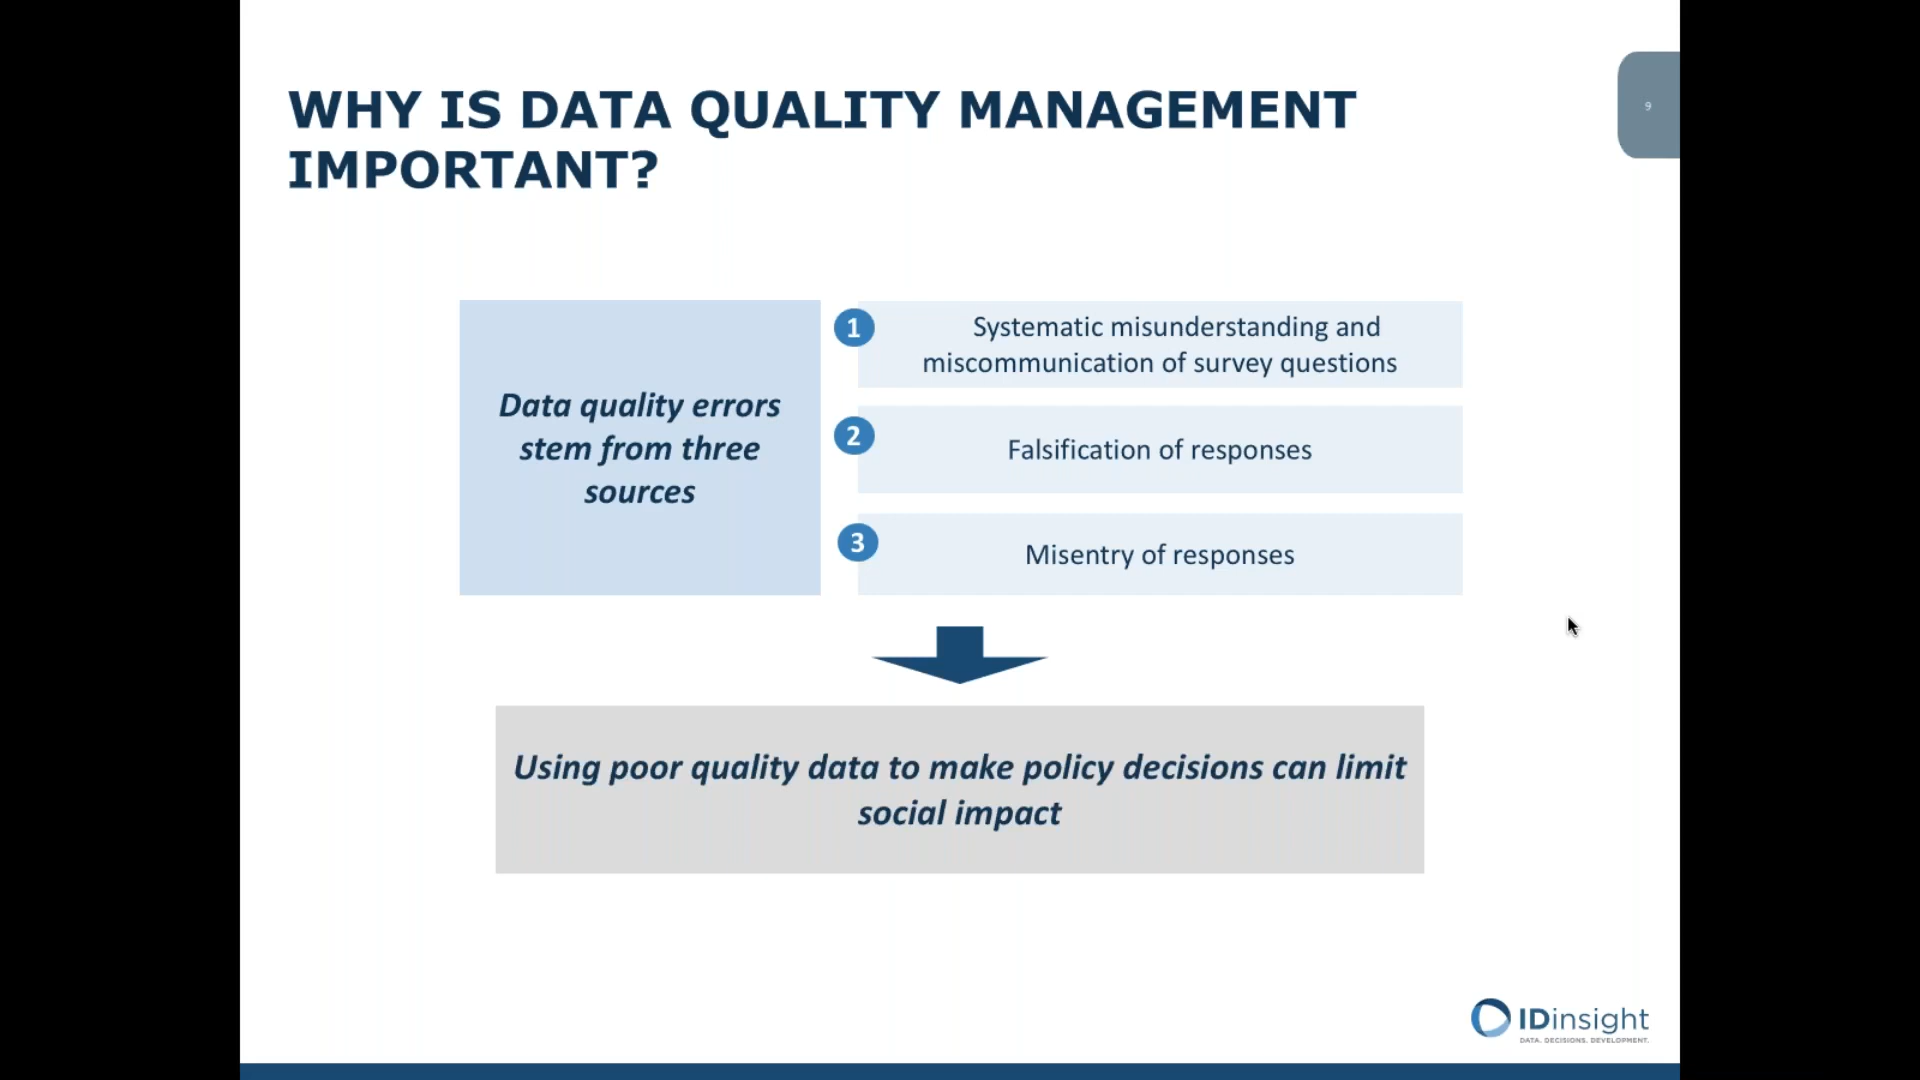 WHY IS DATA QUALITY MANAGEMENT
IMPORTANT?
9
Data quality errors
stem from three
sources
1
Systematic misunderstanding and
miscommunication of survey questions
2
Falsification of responses
3
Misentry of responses
Using poor quality data to make policy decisions can limit
social impact
IDinsight
DATA. DECISIONS. DEVELOPMENT.